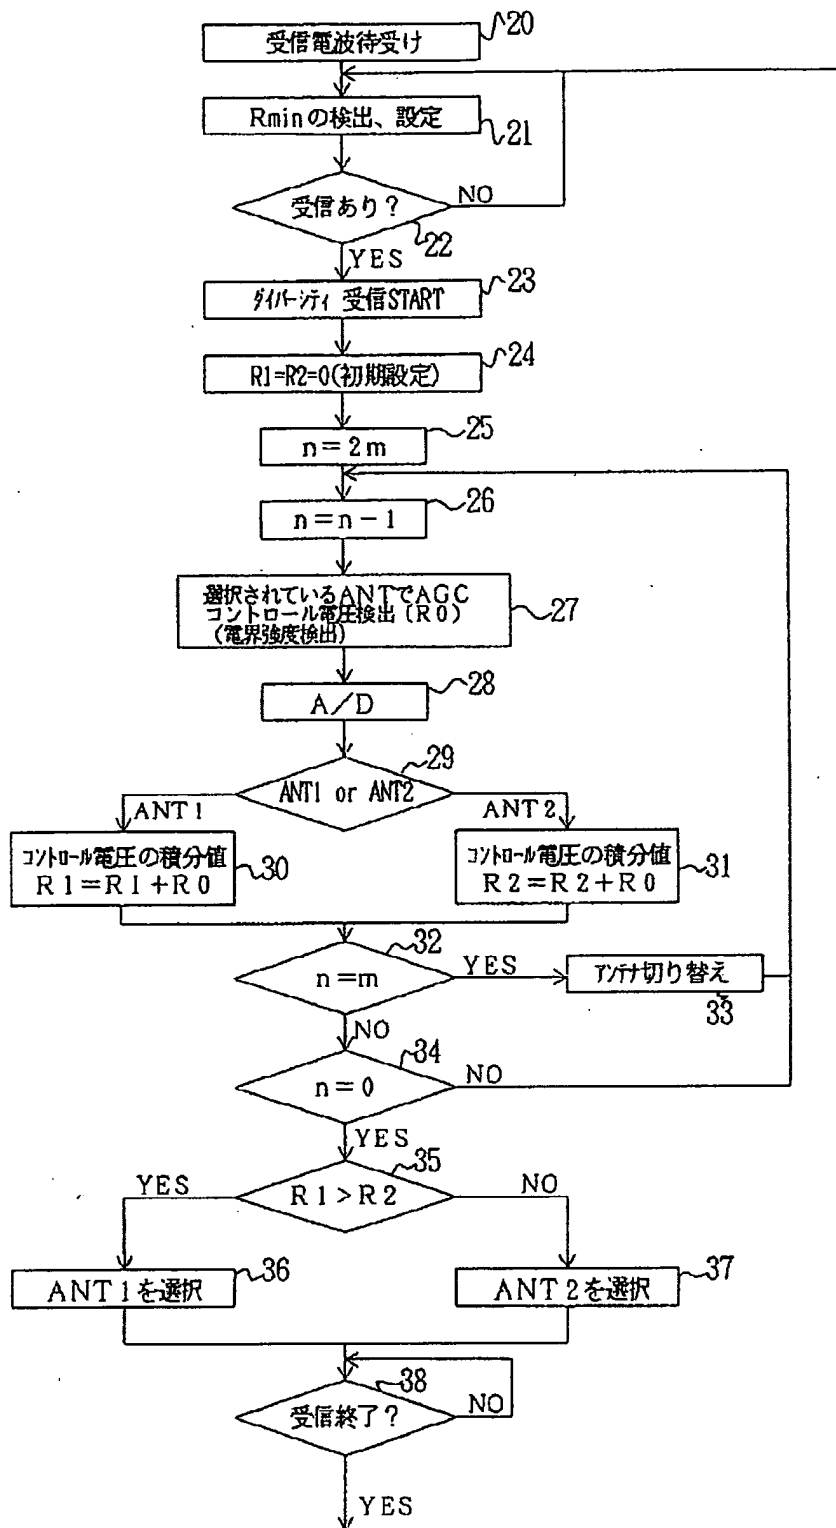 受信電波待受け
20
Rminの検出、設定
21
受信あり?
NO
22
YES
ダイバーシティ 受信START
23
R1=R2=0(初期設定)
24
n=2m
25
n=n-1
26
選択されているANTでAGC
コントロール電圧検出(R0)
(電界強度検出)
27
A/D
28
29
ANT1 or ANT2
ANT1
ANT2
コントロール電圧の積分値
R1=R1+R0
30
コントロール電圧の積分値
R2=R2+R0
31
32
n=m
YES
アンテナ切り替え
33
NO
34
n=0
NO
YES
35
YES
R1>R2
NO
ANT1を選択
36
ANT2を選択
37
38
受信終了?
NO
YES